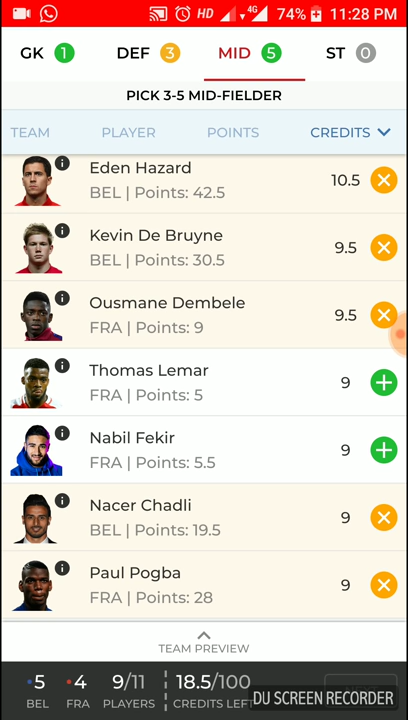 HD 4G 74% 11:28 PM
GK 1 DEF 3 MID 5 ST 0
PICK 3-5 MID-FIELDER
TEAM PLAYER POINTS CREDITS
Eden Hazard
BEL | Points: 42.5
10.5
Kevin De Bruyne
BEL | Points: 30.5
9.5
Ousmane Dembele
FRA | Points: 9
9.5
Thomas Lemar
FRA | Points: 5
9
Nabil Fekir
FRA | Points: 5.5
9
Nacer Chadli
BEL | Points: 19.5
9
Paul Pogba
FRA | Points: 28
9
TEAM PREVIEW
5 4 9/11 18.5/100
BEL FRA PLAYERS CREDITS LEFT
DU SCREEN RECORDER